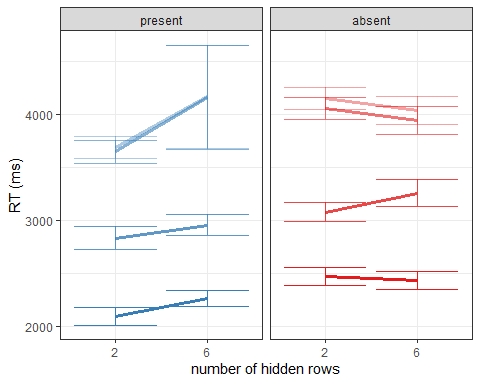 present absent
4000
3000
2000
RT (ms)
2 6 2 6
number of hidden rows